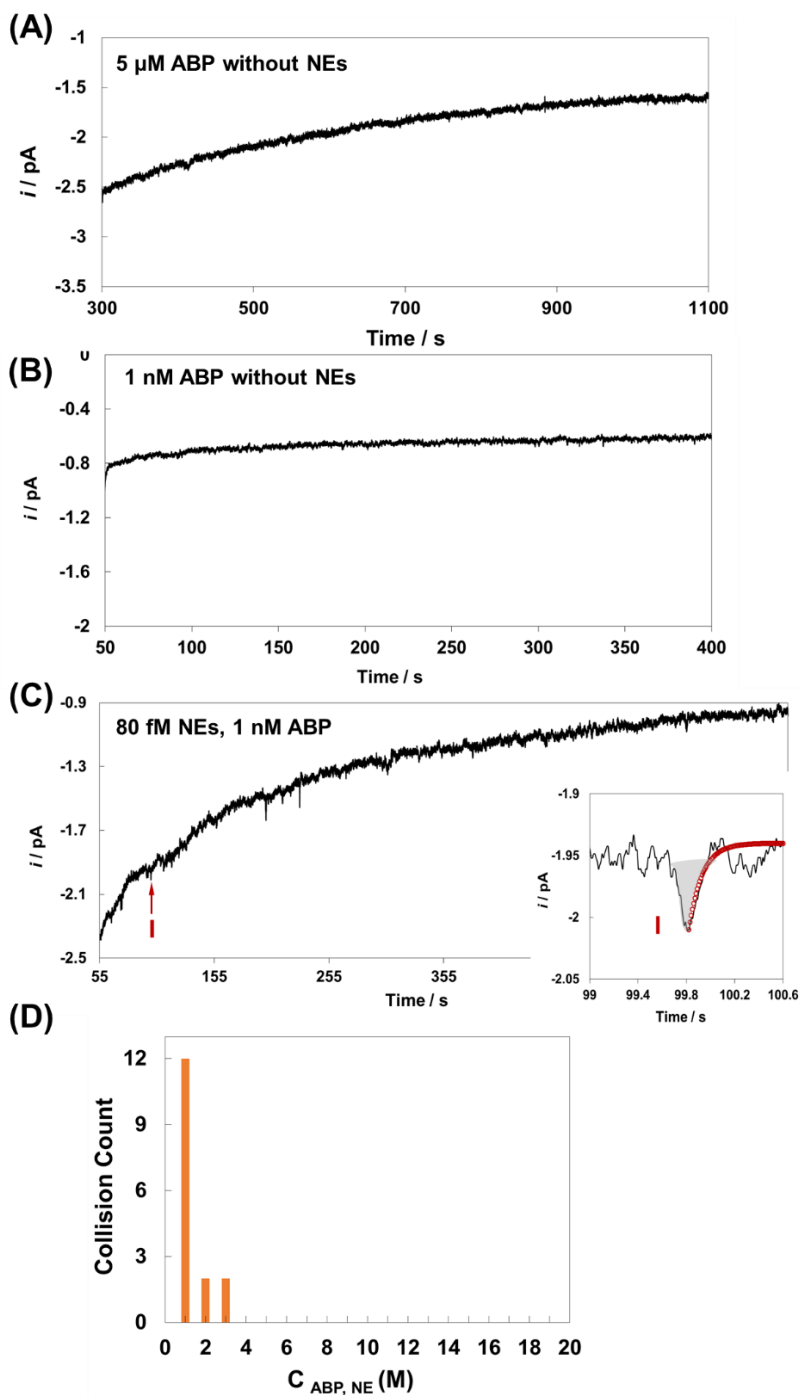 (A)
5 µM ABP without NEs
i / pA
-1
-1.5
-2
-2.5
-3
-3.5
300 500 700 900 1100
Time / s
(B)
1 nM ABP without NEs
i / pA
0
-0.4
-0.8
-1.2
-1.6
-2
50 100 150 200 250 300 350 400
Time / s
(C)
80 fM NEs, 1 nM ABP
i / pA
-0.9
-1.3
-1.7
-2.1
-2.5
I
55 155 255 355
Time / s
i / pA
-1.9
-1.95
-2
-2.05
I
99 99.4 99.8 100.2 100.6
Time / s
(D)
Collision Count
12
9
6
3
0
0 2 4 6 8 10 12 14 16 18 20
C ABP, NE (M)